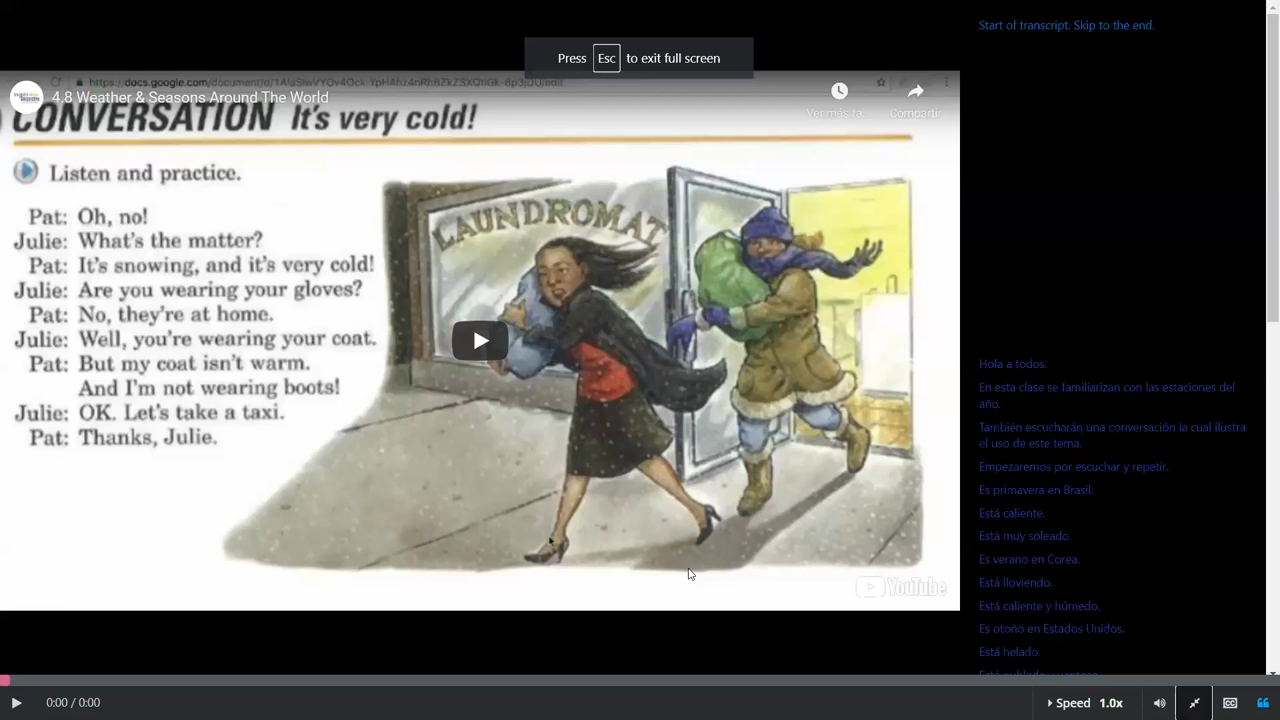 Start of transcript. Skip to the end.
Press Esc to exit full screen
4.8 Weather & Seasons Around The World
Ver más ta...
Compartir
CONVERSATION It's very cold!
Listen and practice.
Pat: Oh, no!
Julie: What's the matter?
Pat: It's snowing, and it's very cold!
Julie: Are you wearing your gloves?
Pat: No, they're at home.
Julie: Well, you're wearing your coat.
Pat: But my coat isn't warm.
And I'm not wearing boots!
Julie: OK. Let's take a taxi.
Pat: Thanks, Julie.
LAUNDROMAT
YouTube
Hola a todos.
En esta clase se familiarizan con las estaciones del
año.
También escucharán una conversación la cual ilustra
el uso de este tema.
Empezaremos por escuchar y repetir.
Es primavera en Brasil.
Está caliente.
Está muy soleado.
Es verano en Corea.
Está lloviendo.
Está caliente y húmedo.
Es otoño en Estados Unidos.
Está helado.
Está nublado y ventoso.
0:00 / 0:00
Speed 1.0x